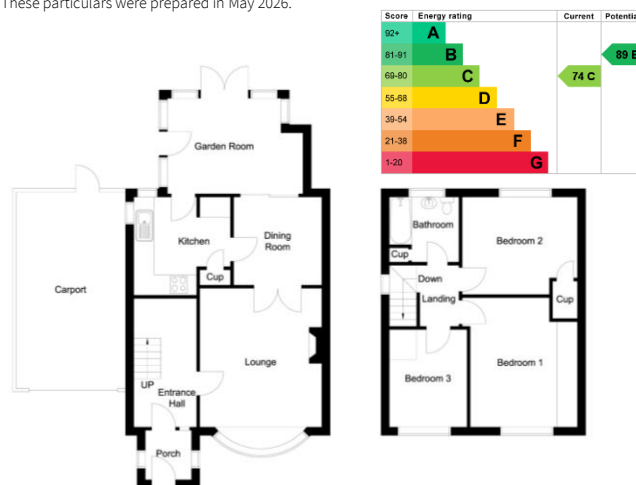 These particulars were prepared in May 2026.
Score Energy rating Current Potential
92+ A
81-91 B 89 B
69-80 C 74 C
55-68 D
39-54 E
21-38 F
1-20 G
Garden Room
Kitchen
Dining
Room
Cup
Carport
Lounge
UP
Entrance
Hall
Porch
Bathroom
Bedroom 2
Cup
Down
Landing
Cup
Bedroom 1
Bedroom 3